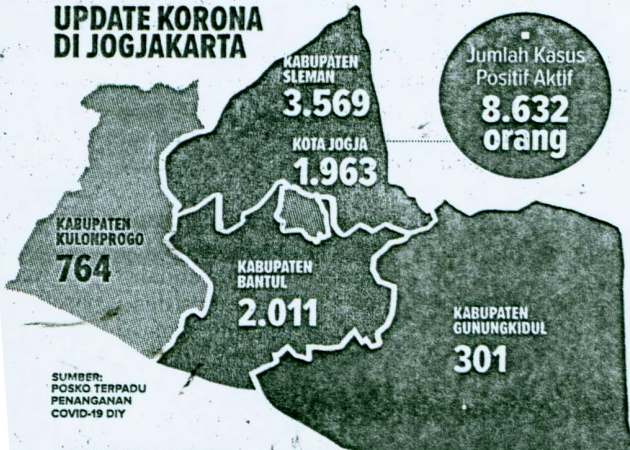 UPDATE KORONA
DI JOGJAKARTA
KABUPATEN
SLEMAN
3.569
KOTA JOGJA
1.963
Jumlah Kasus
Positif Aktif
8.632
orang
KABUPATEN
KULONPROGO
764
KABUPATEN
BANTUL
2.011
KABUPATEN
GUNUNGKIDUL
301
SUMBER:
POSKO TERPADU
PENANGANAN
COVID-19 DIY